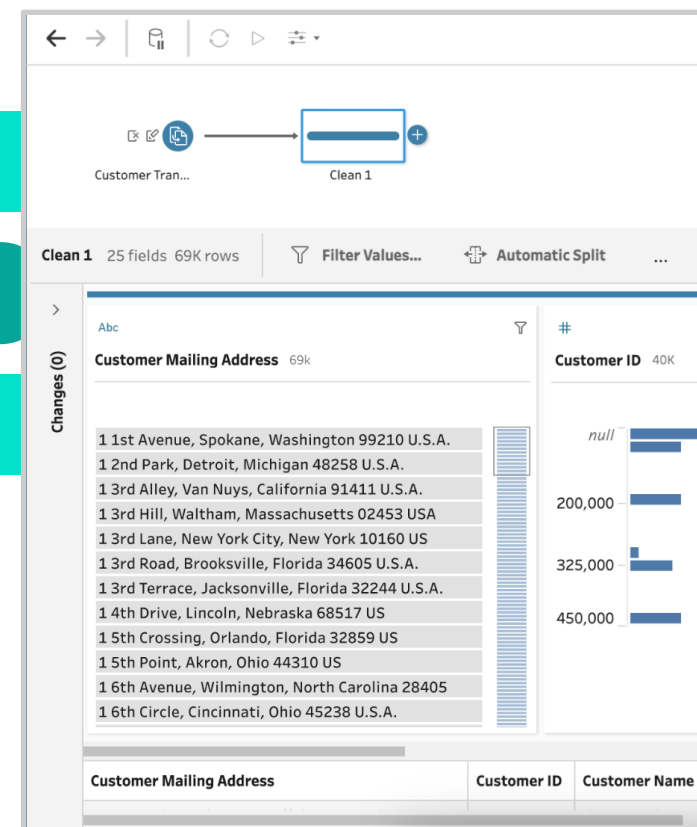 Customer Tran...
Clean 1
Clean 1 25 fields 69K rows Filter Values... Automatic Split ...
Changes (0)
Abc
Customer Mailing Address 69k
1 1st Avenue, Spokane, Washington 99210 U.S.A.
1 2nd Park, Detroit, Michigan 48258 U.S.A.
1 3rd Alley, Van Nuys, California 91411 U.S.A.
1 3rd Hill, Waltham, Massachusetts 02453 USA
1 3rd Lane, New York City, New York 10160 US
1 3rd Road, Brooksville, Florida 34605 U.S.A.
1 3rd Terrace, Jacksonville, Florida 32244 U.S.A.
1 4th Drive, Lincoln, Nebraska 68517 US
1 5th Crossing, Orlando, Florida 32859 US
1 5th Point, Akron, Ohio 44310 US
1 6th Avenue, Wilmington, North Carolina 28405
1 6th Circle, Cincinnati, Ohio 45238 U.S.A.
#
Customer ID 40K
null
200,000
325,000
450,000
Customer Mailing Address Customer ID Customer Name